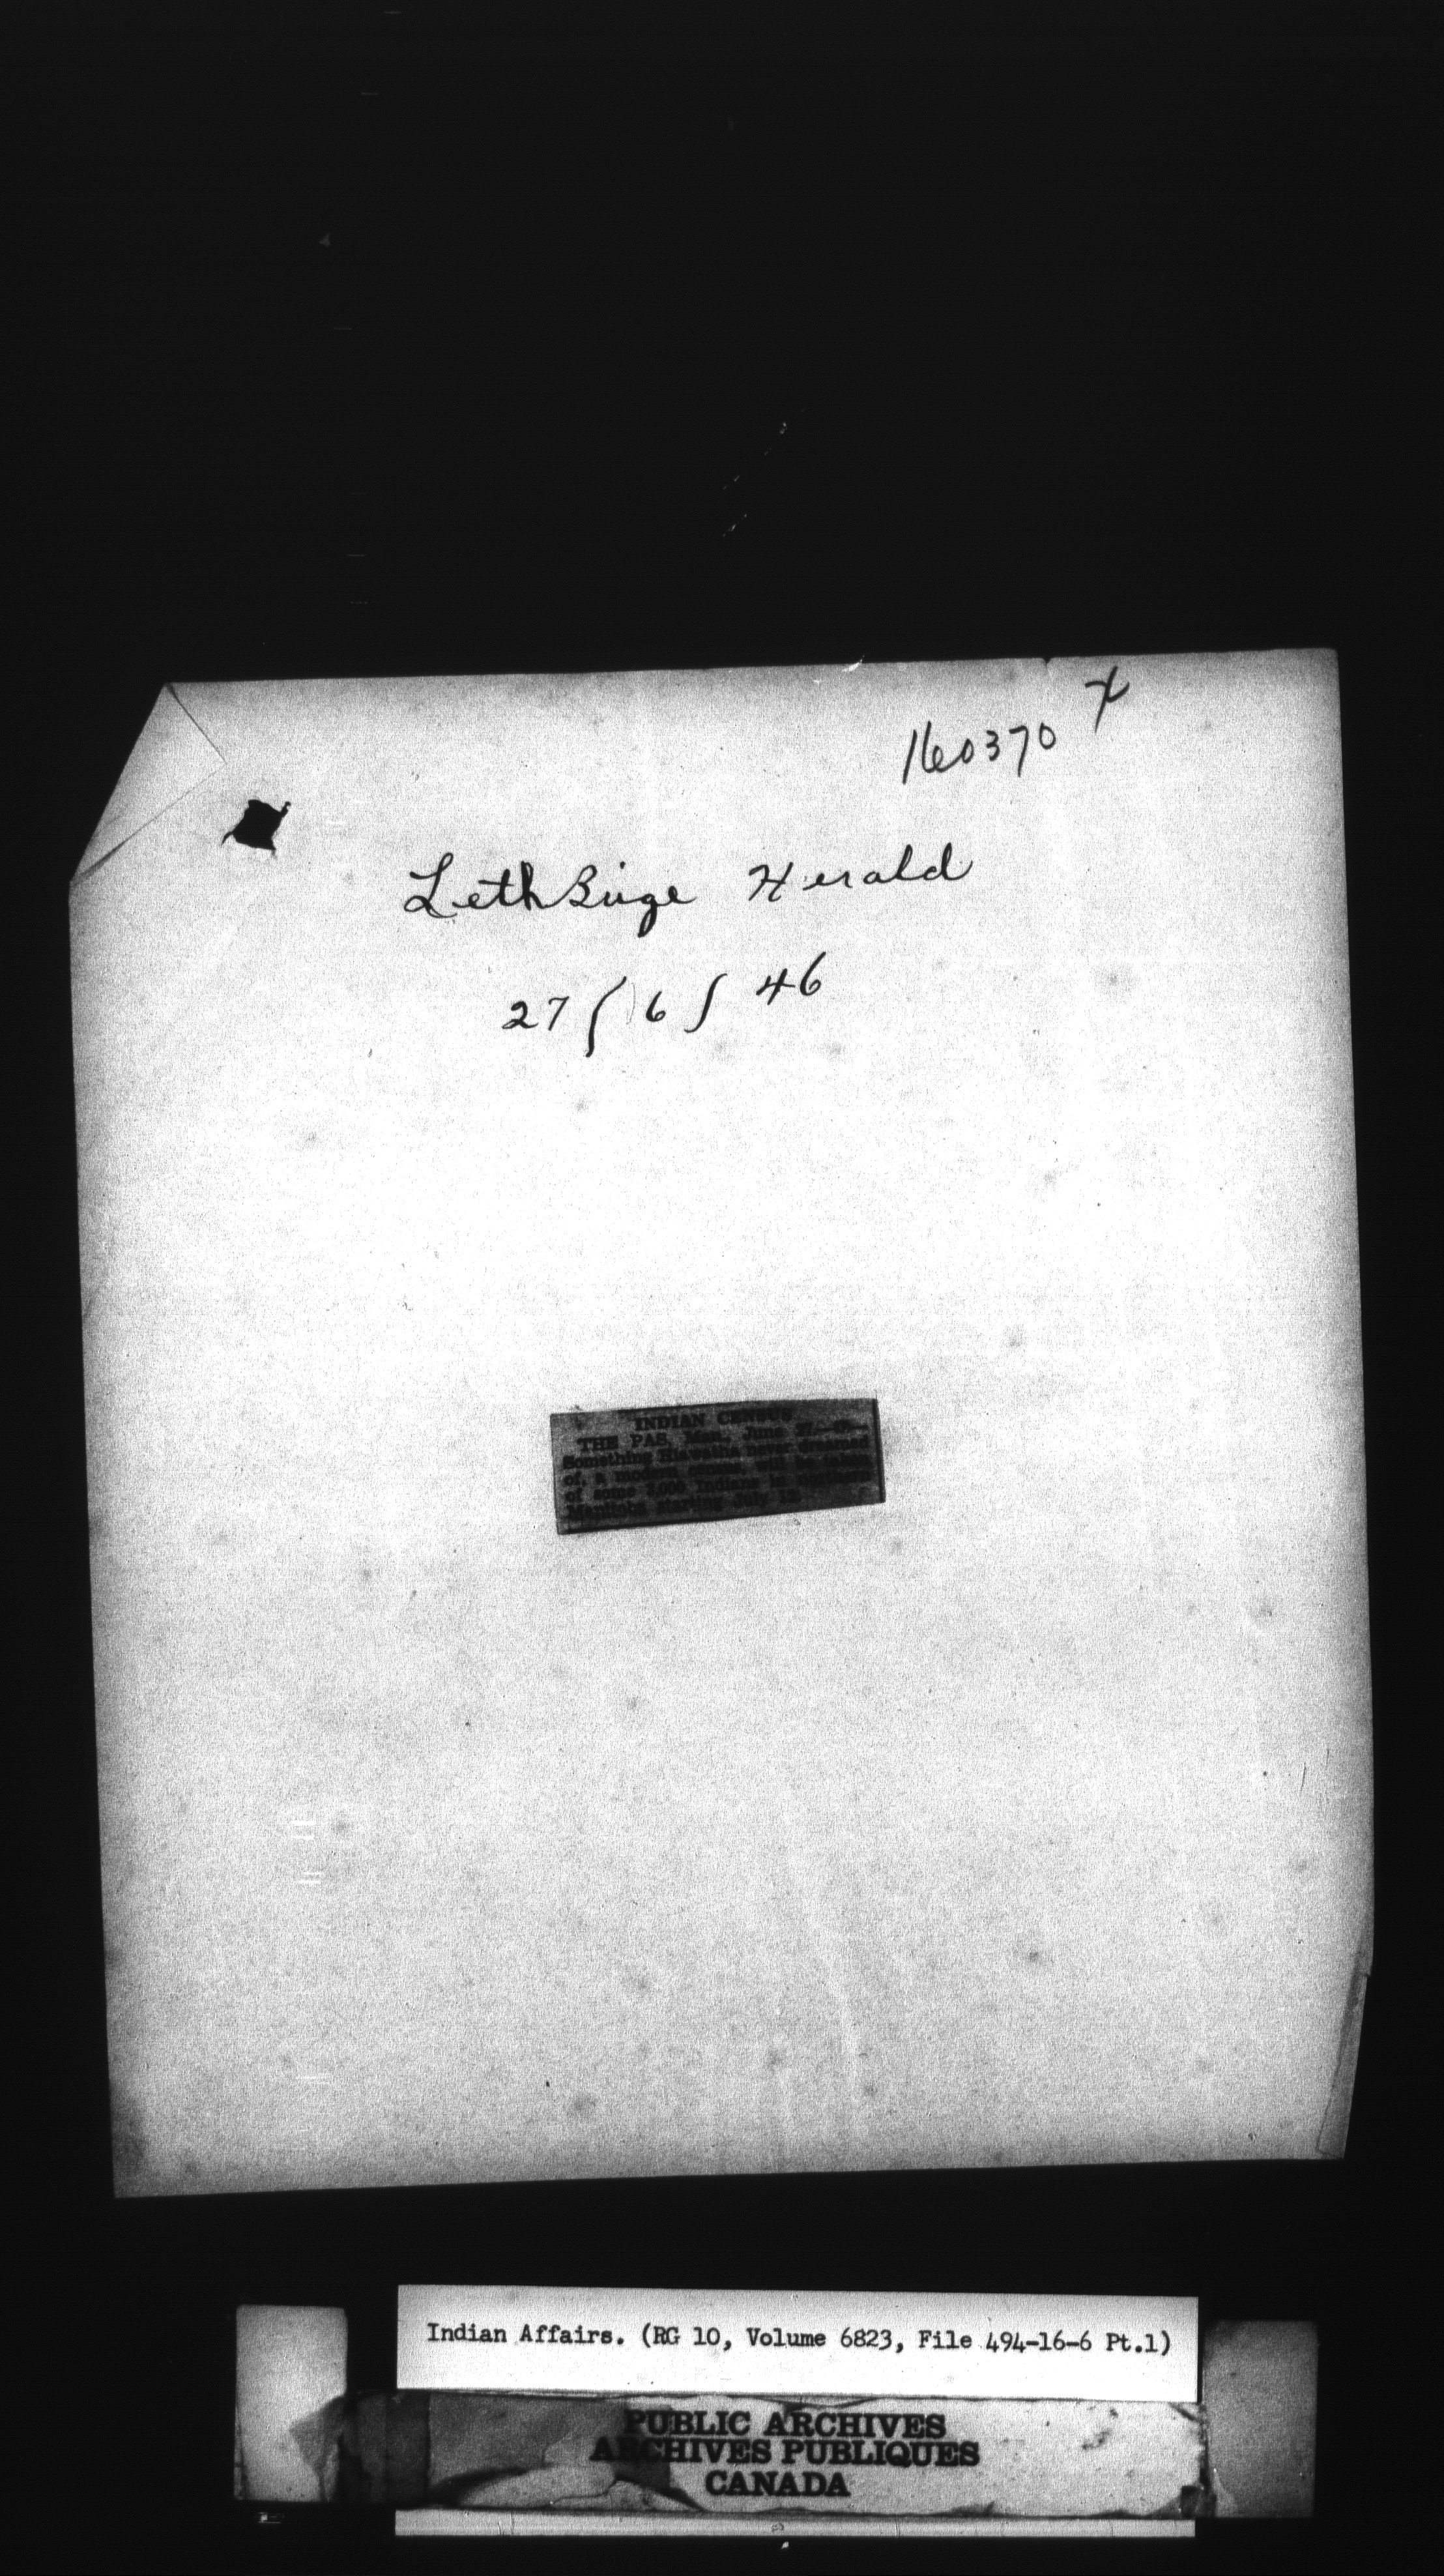 160370 X
LethBrige Herald
27/6/46
INDIAN CENSUS
THE PAS, Man., June 27.—
Something Hiawatha never dreamed
of, a modern census will be taken
of some 2,000 Indians in
Manitoba starting July
Indian Affairs. (RG 10, Volume 6823, File 494-16-6 Pt.1)
PUBLIC ARCHIVES
ARCHIVES PUBLIQUES
CANADA